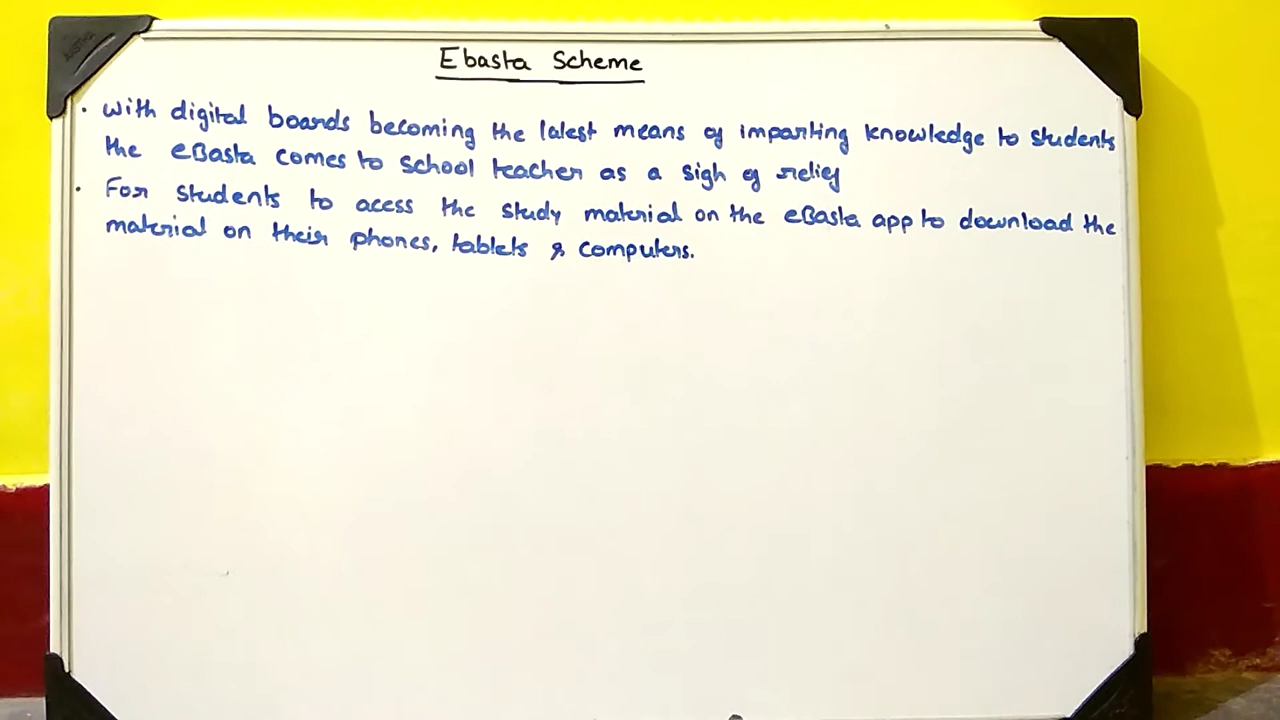 Ebasta Scheme
• With digital boards becoming the latest means of imparting knowledge to students
the eBasta comes to school teacher as a sigh of relief
• For students to acess the study material on the eBasta app to download the
material on their phones, tablets & computers.